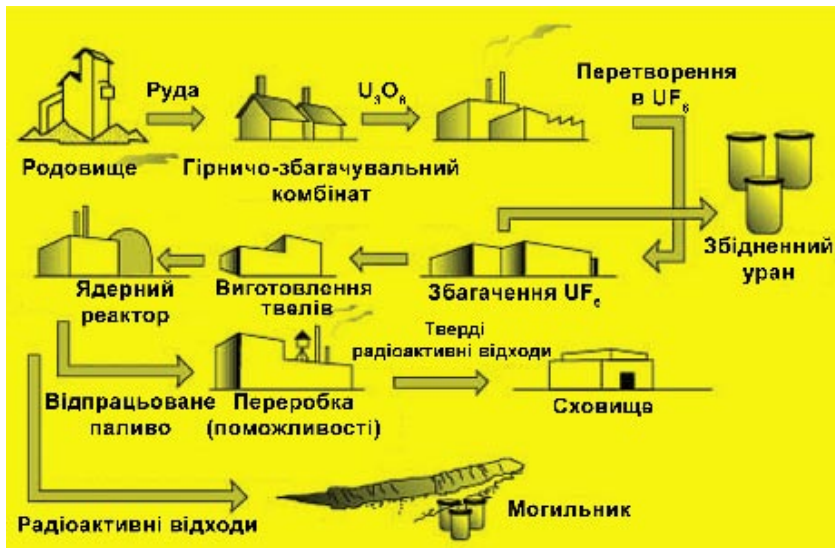 Руда
U₃O₈
Перетворення
в UF₆
Родовище
Гірничо-збагачувальний
комбінат
Збідненний
уран
Ядерний
реактор
Виготовлення
твелів
Збагачення UF₆
Тверді
радіоактивні відходи
Відпрацьоване
паливо
Переробка
(поможливості)
Сховище
Радіоактивні відходи
Могильник